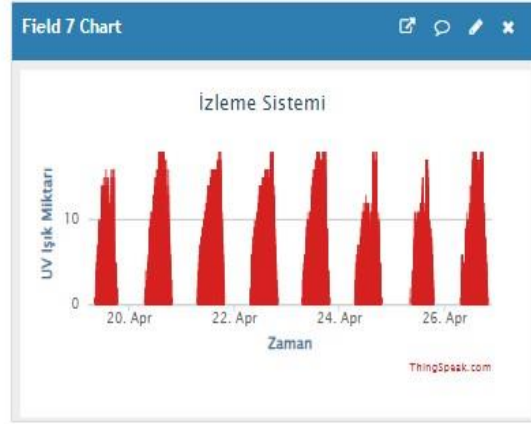 Field 7 Chart
İzleme Sistemi
UV Işık Miktarı
10
0
20. Apr 22. Apr 24. Apr 26. Apr
Zaman
ThingSpeak.com